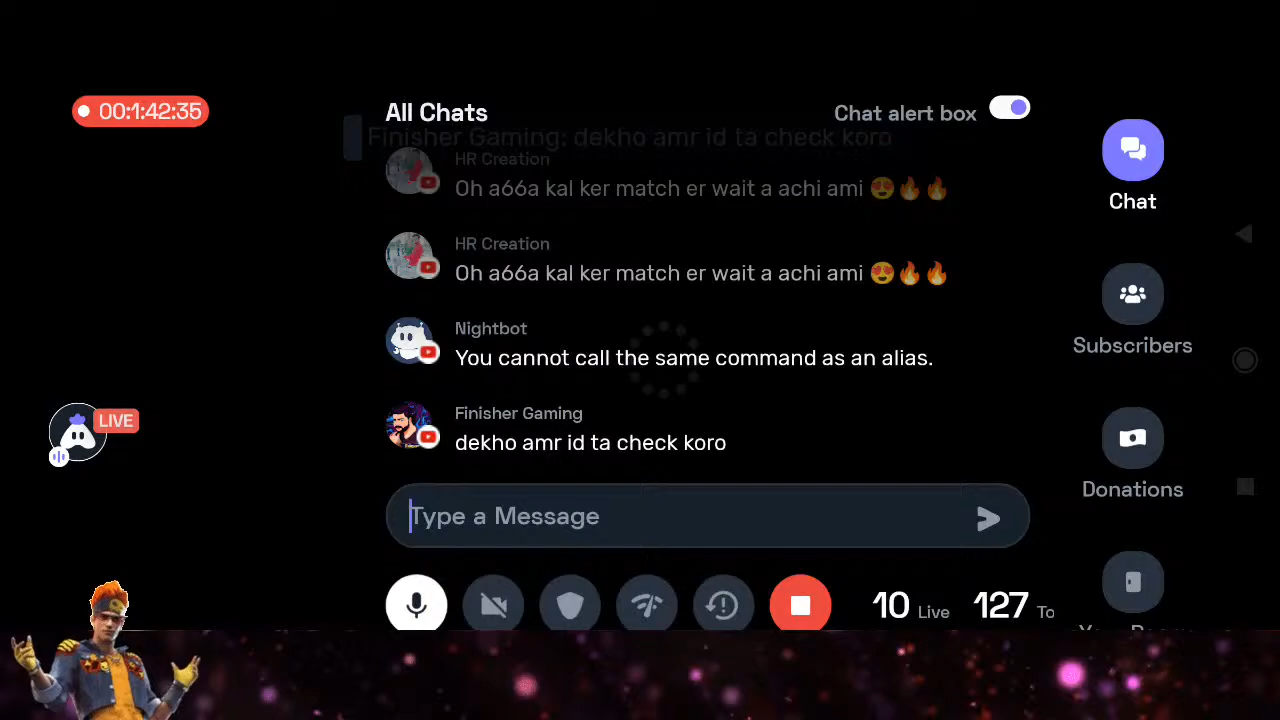 00:1:42:35
All Chats
Chat alert box
Finisher Gaming: dekho amr id ta check koro
HR Creation
Oh a66a kal ker match er wait a achi ami 😍🔥🔥
Chat
HR Creation
Oh a66a kal ker match er wait a achi ami 😍🔥🔥
Nightbot
You cannot call the same command as an alias.
Subscribers
LIVE
Finisher Gaming
dekho amr id ta check koro
Donations
Type a Message
10 Live 127 To